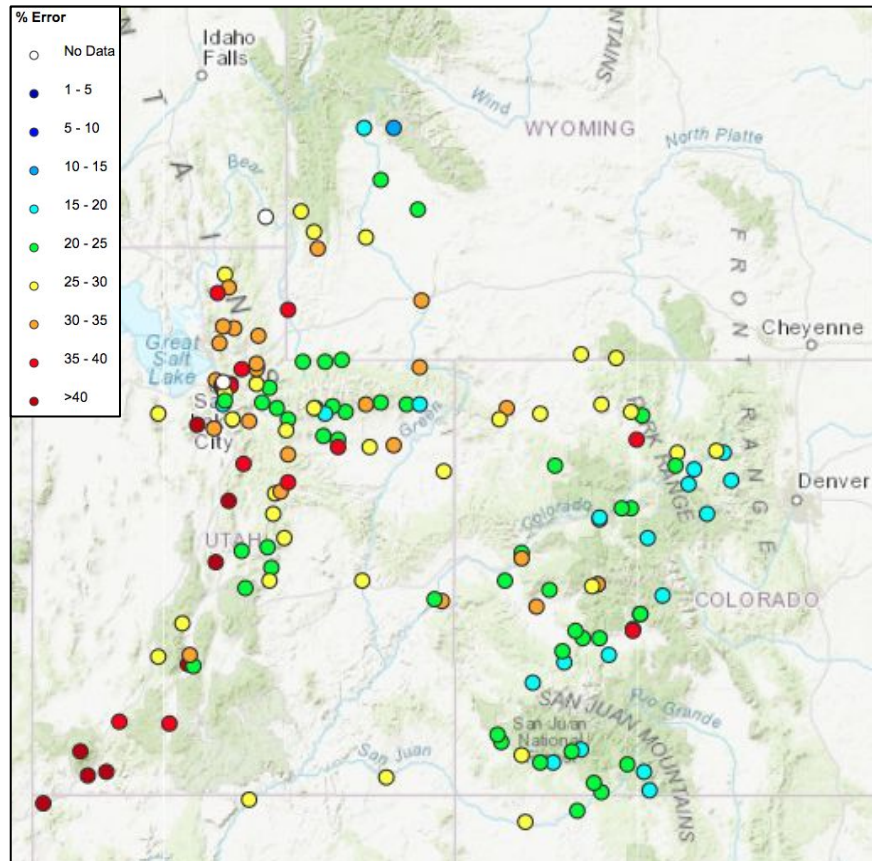 % Error
No Data
1 - 5
5 - 10
10 - 15
15 - 20
20 - 25
25 - 30
30 - 35
35 - 40
>40
Idaho
Falls
Wind
WYOMING
North Platte
Bear
FRONT
RANGE
Cheyenne
Great
Salt
Lake
City
Green
PARK RANGE
Denver
Colorado
UTAH
COLORADO
SAN JUAN MOUNTAINS
Rio Grande
San Juan
National
San Juan